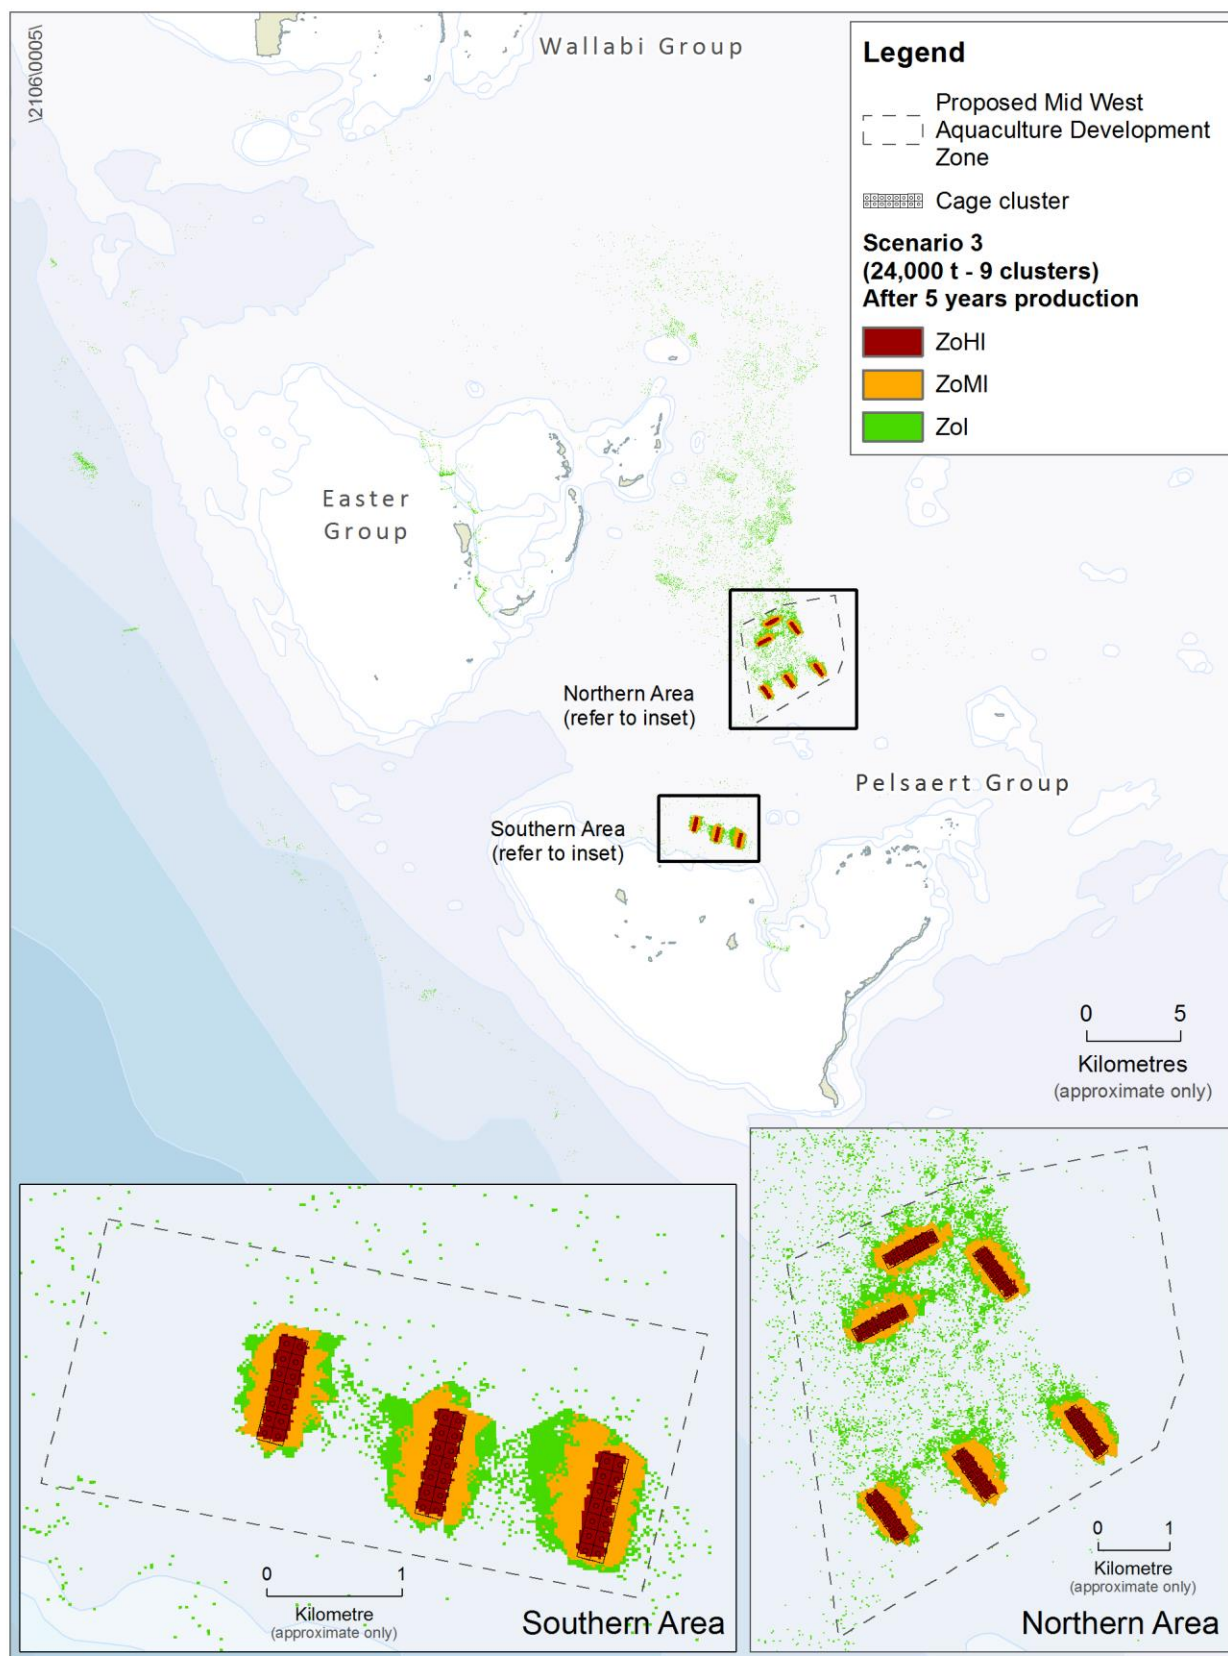 \2106\0005\
Wallabi Group
Legend
Proposed Mid West
Aquaculture Development
Zone
Cage cluster
Scenario 3
(24,000 t - 9 clusters)
After 5 years production
ZoHI
ZoMI
ZoI
Easter
Group
Northern Area
(refer to inset)
Pelsaert Group
Southern Area
(refer to inset)
0 5
Kilometres
(approximate only)
0 1
Kilometre
(approximate only)
Southern Area
0 1
Kilometre
(approximate only)
Northern Area